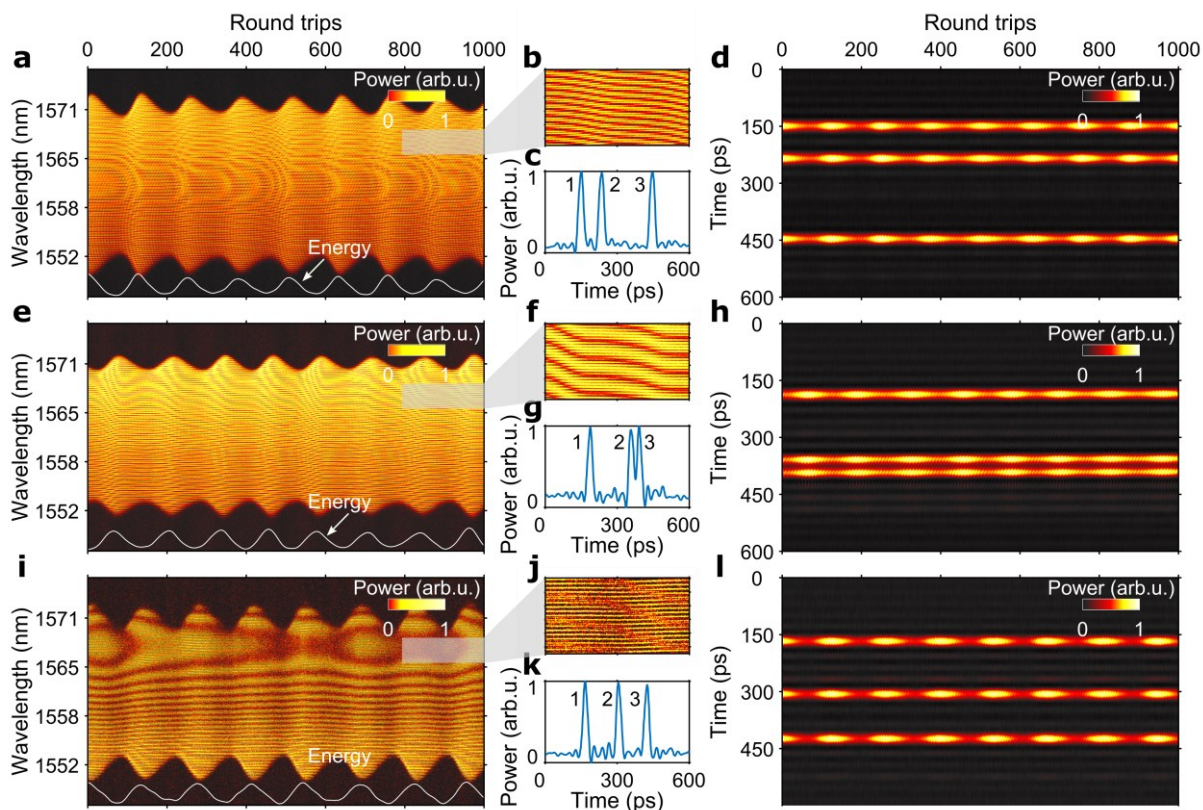 Round trips
0 200 400 600 800 1000
a
Wavelength (nm)
1571
1565
1558
1552
Power (arb.u.)
0 1
Energy
b
c
Power (arb.u.)
1
0
1 2 3
0 300 600
Time (ps)
Round trips
0 200 400 600 800 1000
d
Time (ps)
0
150
300
450
600
Power (arb.u.)
0 1
e
Wavelength (nm)
1571
1565
1558
1552
Power (arb.u.)
0 1
Energy
f
g
Power (arb.u.)
1
0
1 2 3
0 300 600
Time (ps)
h
Time (ps)
0
150
300
450
600
Power (arb.u.)
0 1
i
Wavelength (nm)
1571
1565
1558
1552
Power (arb.u.)
0 1
Energy
j
k
Power (arb.u.)
1
0
1 2 3
0 300 600
Time (ps)
l
Time (ps)
0
150
300
450
Power (arb.u.)
0 1